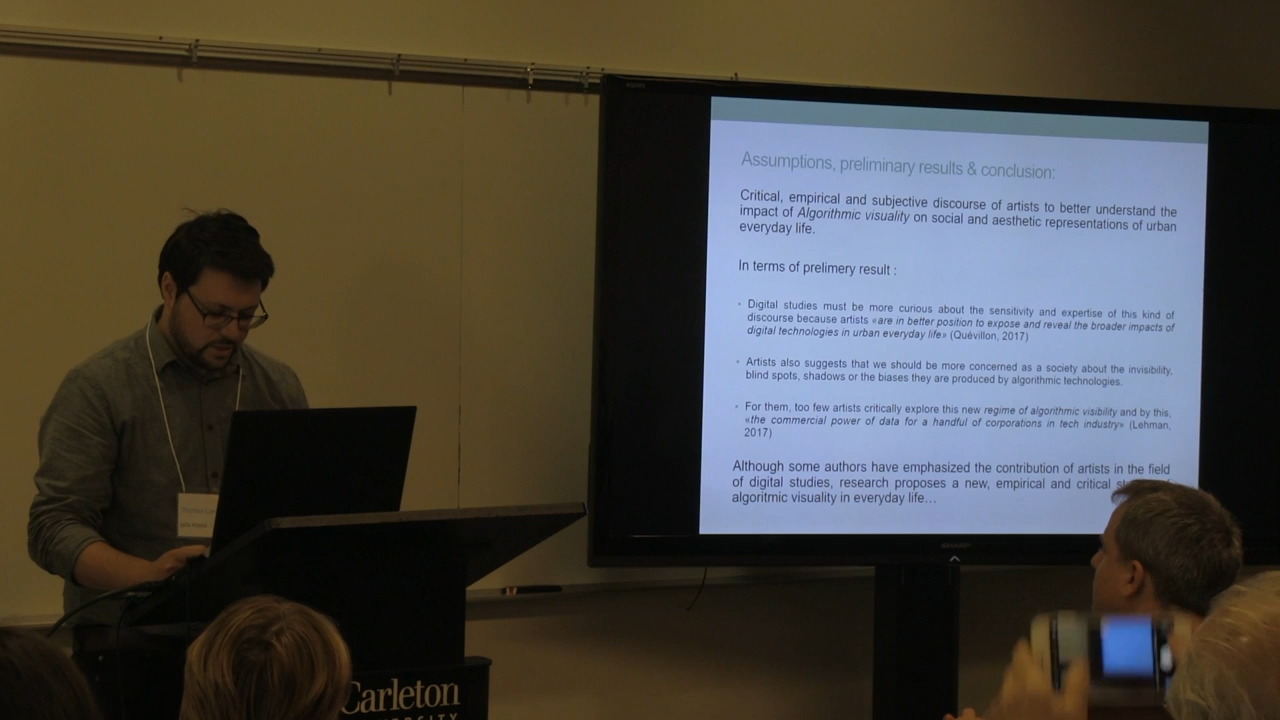 Assumptions, preliminary results & conclusion:
Critical, empirical and subjective discourse of artists to better understand the
impact of Algorithmic visuality on social and aesthetic representations of urban
everyday life.
In terms of prelimery result :
• Digital studies must be more curious about the sensitivity and expertise of this kind of
discourse because artists «are in better position to expose and reveal the broader impacts of
digital technologies in urban everyday life» (Quévillon, 2017)
• Artists also suggests that we should be more concerned as a society about the invisibility,
blind spots, shadows or the biases they are produced by algorithmic technologies.
• For them, too few artists critically explore this new regime of algorithmic visibility and by this,
«the commercial power of data for a handful of corporations in tech industry» (Lehman,
2017)
Although some authors have emphasized the contribution of artists in the field
of digital studies, research proposes a new, empirical and critical
algoritmic visuality in everyday life…
SHARP
Carleton